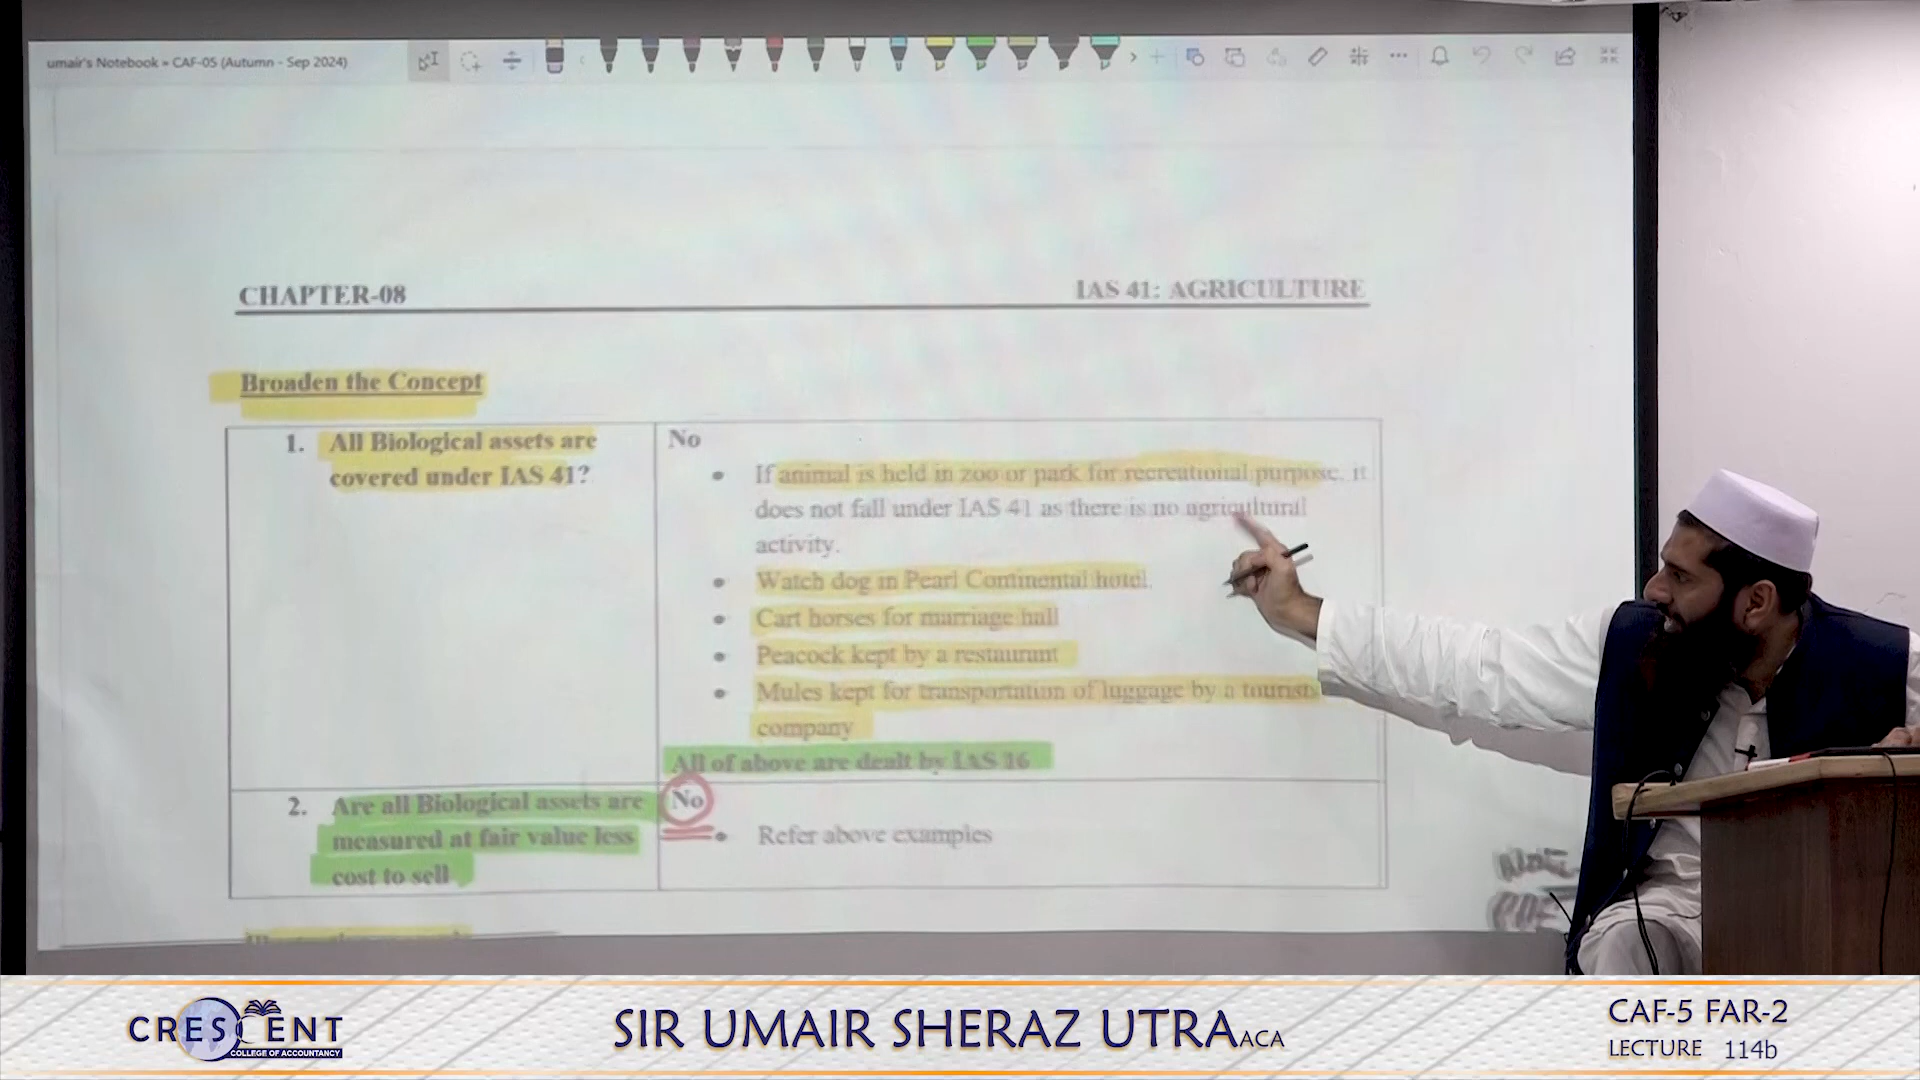 umair's Notebook » CAF-05 (Autumn - Sep 2024)
CHAPTER-08
IAS 41: AGRICULTURE
Broaden the Concept
1. All Biological assets are
covered under IAS 41?
No
• If animal is held in zoo or park for recreational purpose, it
does not fall under IAS 41 as there is no agricultural
activity.
• Watch dog in Pearl Continental hotel.
• Cart horses for marriage hall
• Peacock kept by a restaurant
• Mules kept for transportation of luggage by a tourist
company
All of above are dealt by IAS 16
2. Are all Biological assets are
measured at fair value less
cost to sell
No
• Refer above examples
CRESCENT
COLLEGE OF ACCOUNTANCY
SIR UMAIR SHERAZ UTRA ACA
CAF-5 FAR-2
LECTURE 114b